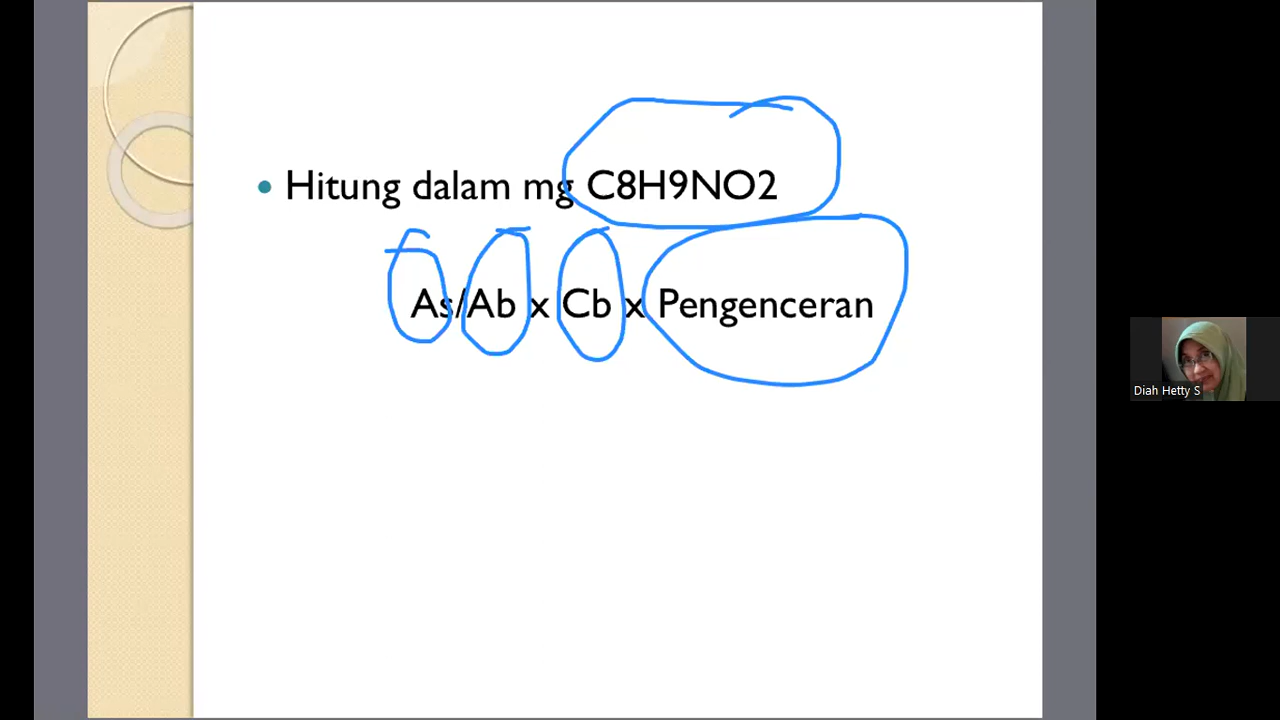 Hitung dalam mg C8H9NO2
As/Ab x Cb x Pengenceran
Diah Hetty S